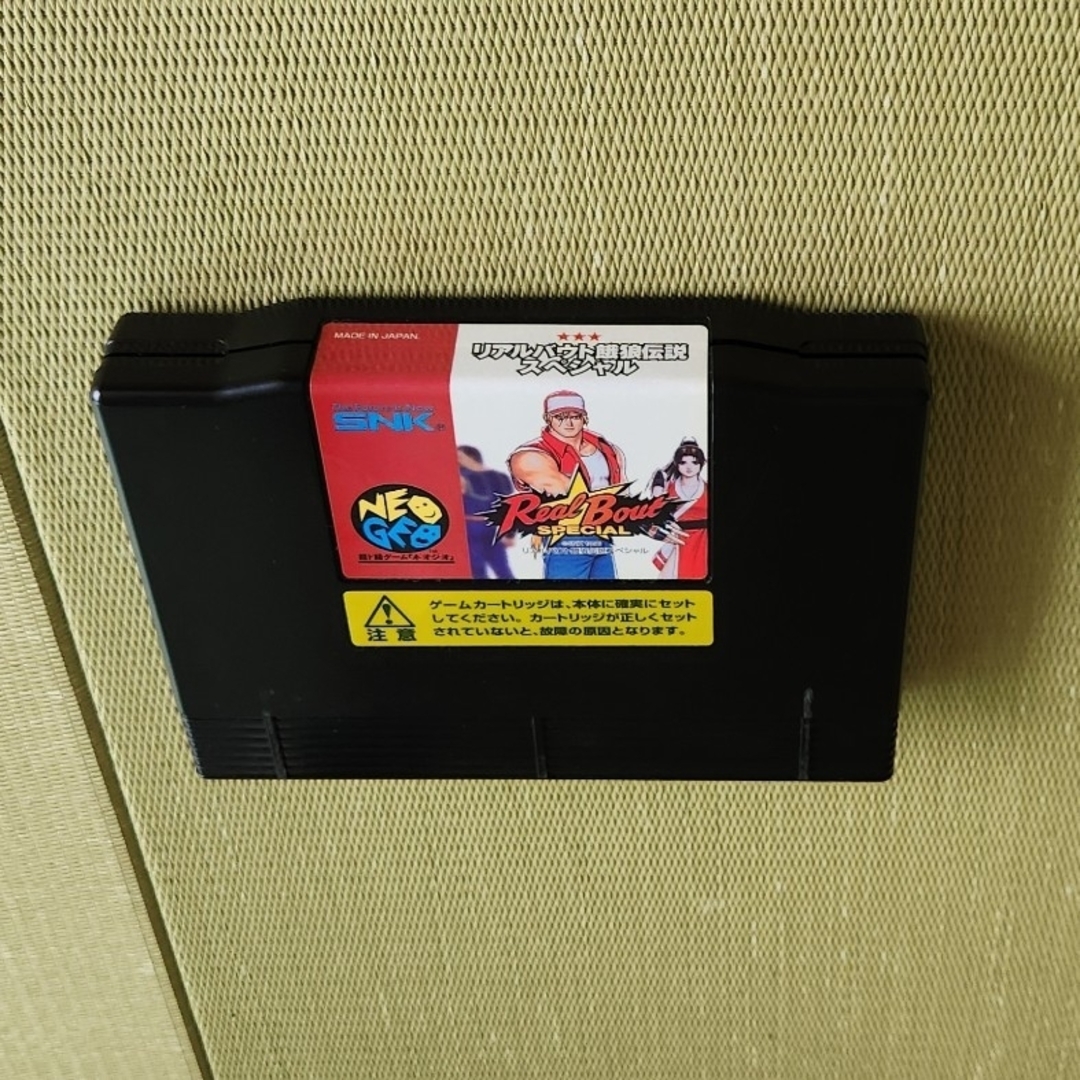 MADE IN JAPAN.
★★★
リアルバウト餓狼伝説
スペシャル
SNK
NEO
GEO
Real Bout
SPECIAL
注意
ゲームカートリッジは、本体に確実にセット
してください。カートリッジが正しくセット
されていないと、故障の原因となります。